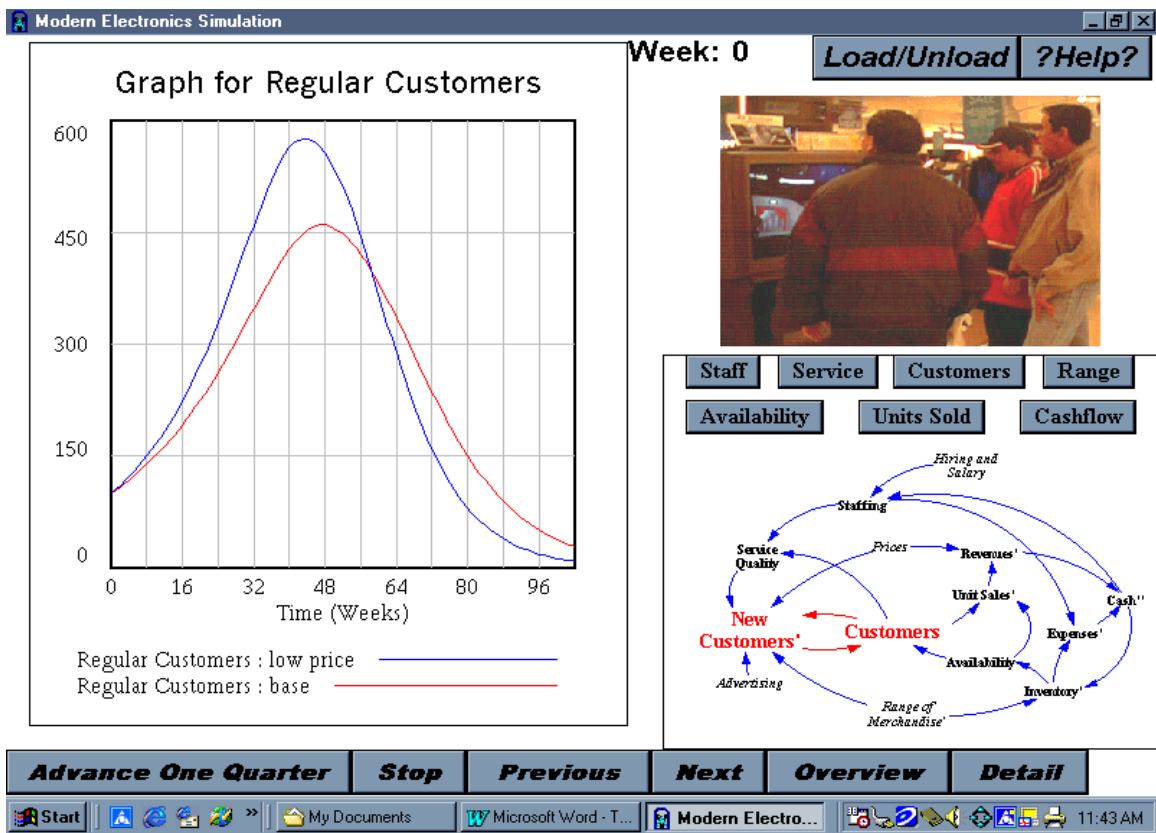 Modern Electronics Simulation
Week: 0
Load/Unload
?Help?
Graph for Regular Customers
600
450
300
150
0
0 16 32 48 64 80 96
Time (Weeks)
Regular Customers : low price
Regular Customers : base
SALE
Staff
Service
Customers
Range
Availability
Units Sold
Cashflow
Hiring and
Salary
Staffing
Service
Quality
Prices
Revenues'
Unit Sales'
Cash''
New
Customers'
Customers
Expenses'
Availability
Advertising
Inventory'
Range of
Merchandise'
Advance One Quarter
Stop
Previous
Next
Overview
Detail
Start
»
My Documents
Microsoft Word - T...
Modern Electro...
11:43 AM